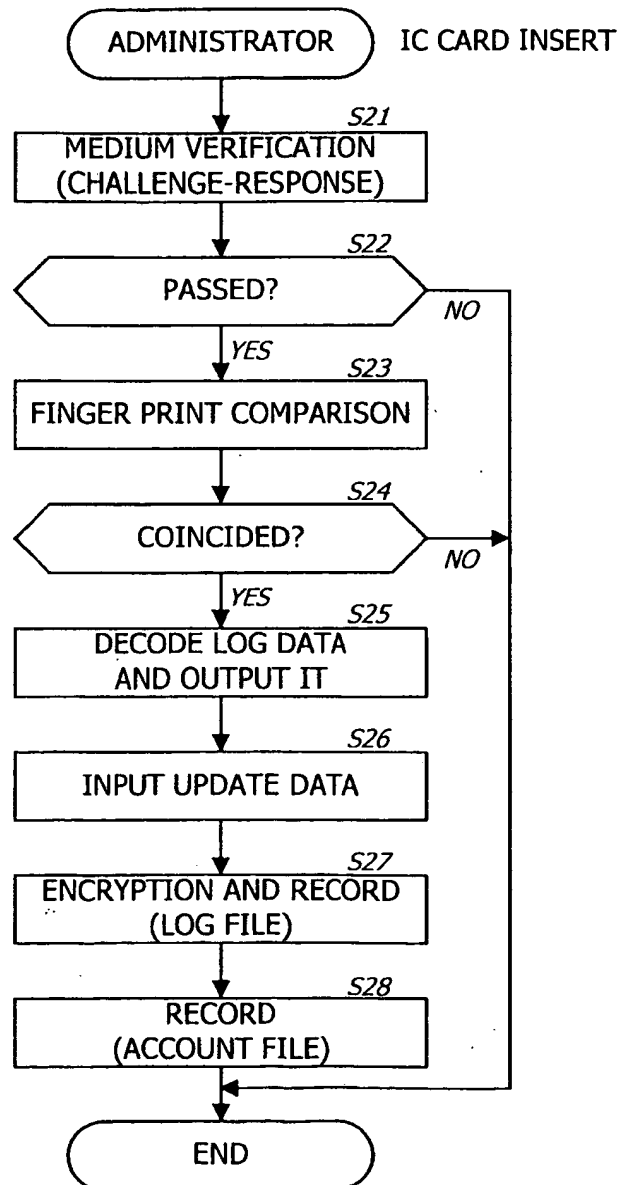 ADMINISTRATOR IC CARD INSERT
S21
MEDIUM VERIFICATION
(CHALLENGE-RESPONSE)
S22
PASSED?
NO
YES
S23
FINGER PRINT COMPARISON
S24
COINCIDED?
NO
YES
S25
DECODE LOG DATA
AND OUTPUT IT
S26
INPUT UPDATE DATA
S27
ENCRYPTION AND RECORD
(LOG FILE)
S28
RECORD
(ACCOUNT FILE)
END